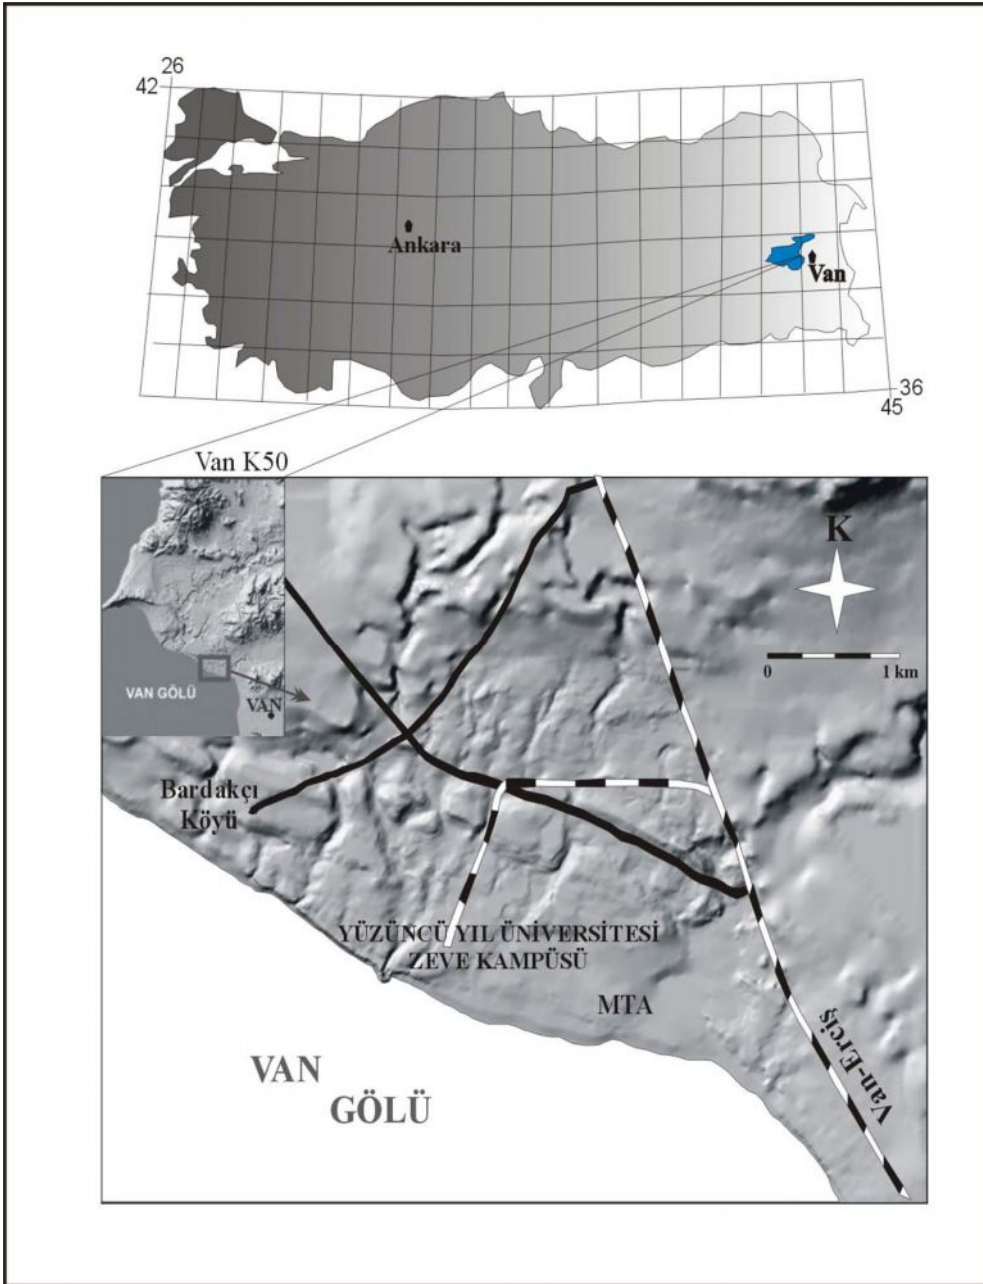 26
42
Ankara
Van
36
45
Van K50
K
0 1 km
VAN GÖLÜ
VAN
Bardakçı
Köyü
YÜZÜNCÜ YIL ÜNİVERSİTESİ
ZEVE KAMPÜSÜ
MTA
Van-Erciş
VAN
GÖLÜ